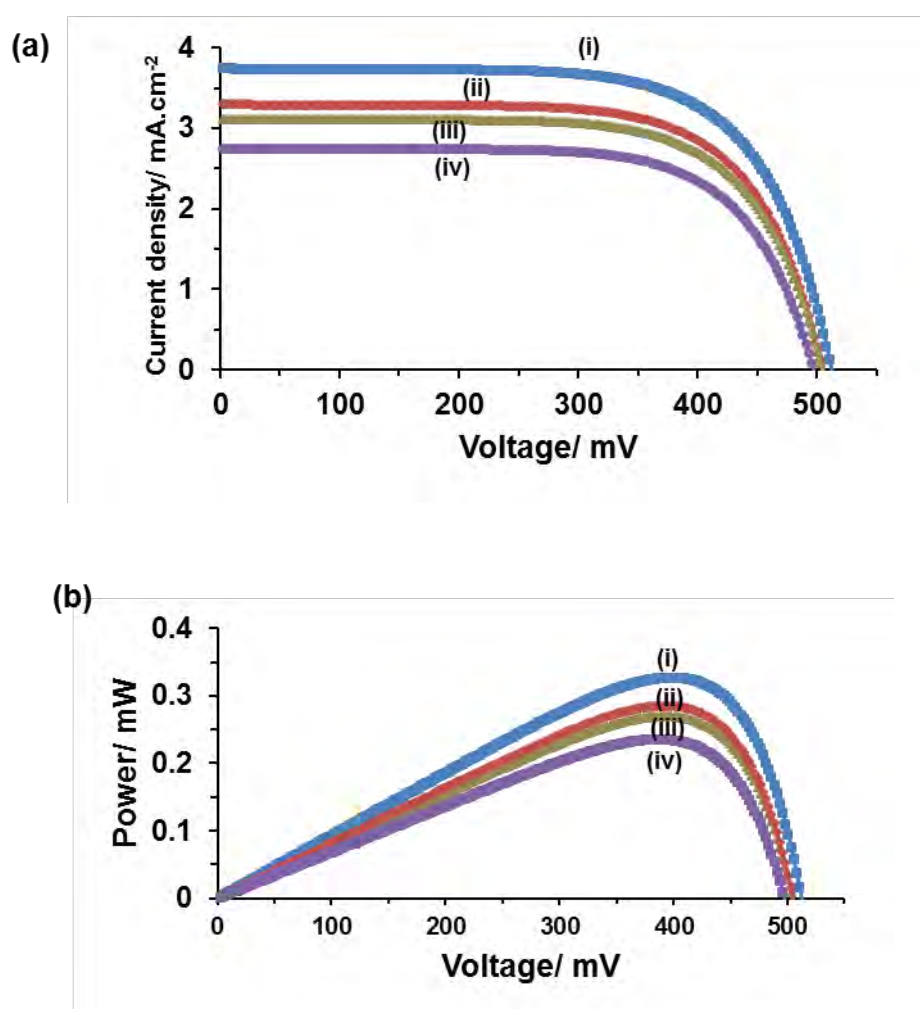 (a)
4
3
2
1
0
Current density/ mA.cm⁻²
(i)
(ii)
(iii)
(iv)
0 100 200 300 400 500
Voltage/ mV
(b)
0.4
0.3
0.2
0.1
0
Power/ mW
(i)
(ii)
(iii)
(iv)
0 100 200 300 400 500
Voltage/ mV